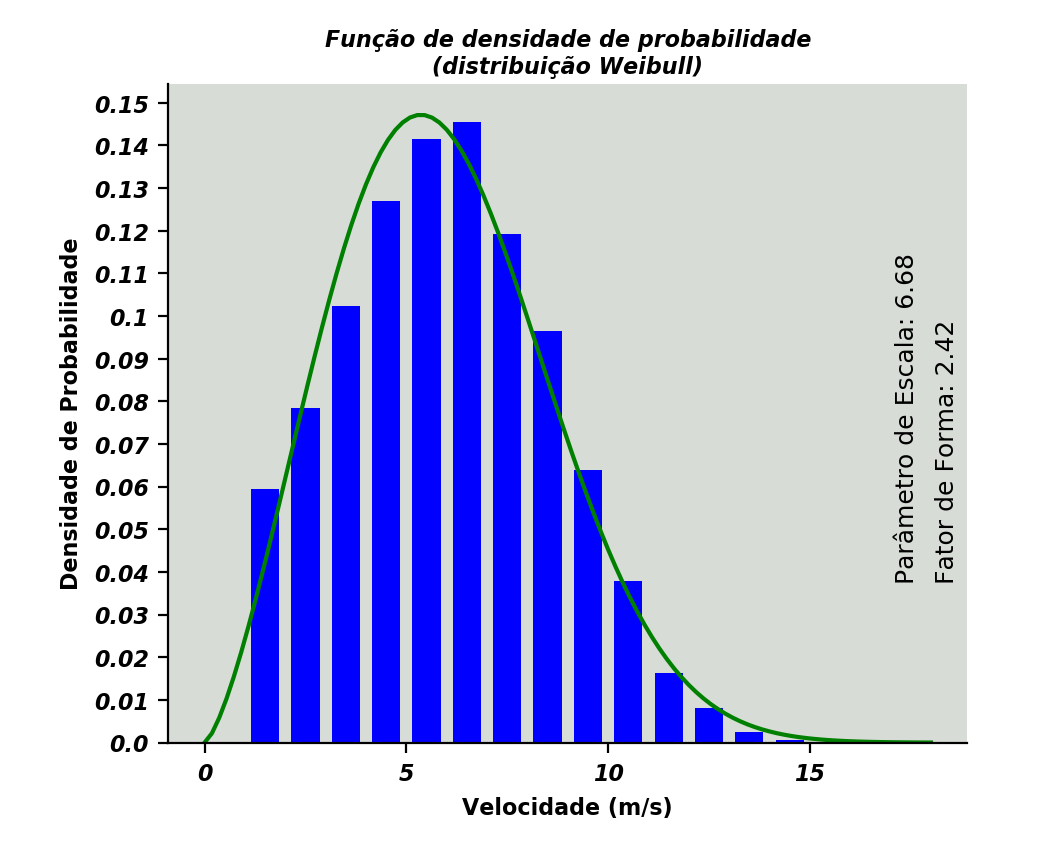 Função de densidade de probabilidade
(distribuição Weibull)
Densidade de Probabilidade
0.15
0.14
0.13
0.12
0.11
0.1
0.09
0.08
0.07
0.06
0.05
0.04
0.03
0.02
0.01
0.0
Parâmetro de Escala: 6.68
Fator de Forma: 2.42
0 5 10 15
Velocidade (m/s)